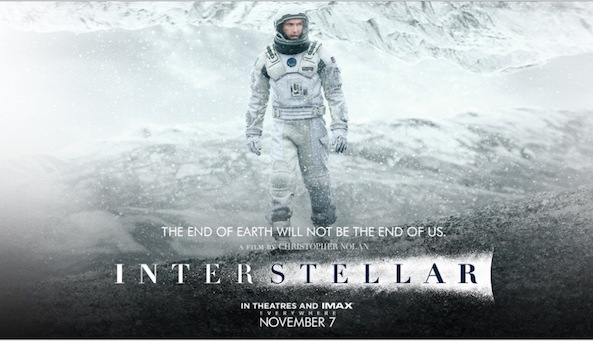 THE END OF EARTH WILL NOT BE THE END OF US.
A FILM BY CHRISTOPHER NOLAN
INTERSTELLAR
IN THEATRES AND IMAX
EVERYWHERE
NOVEMBER 7